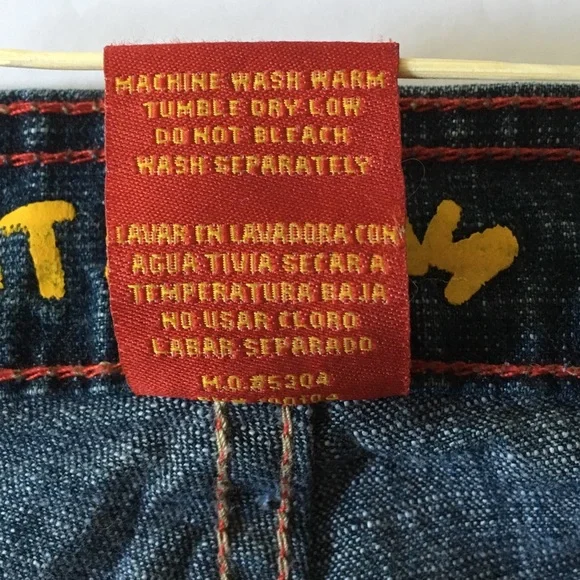 MACHINE WASH WARM
TUMBLE DRY LOW
DO NOT BLEACH
WASH SEPARATELY
LAVAR EN LAVADORA CON
AGUA TIVIA SECAR A
TEMPERATURA BAJA
NO USAR CLORO
LABAR SEPARADO
M.O.#5304